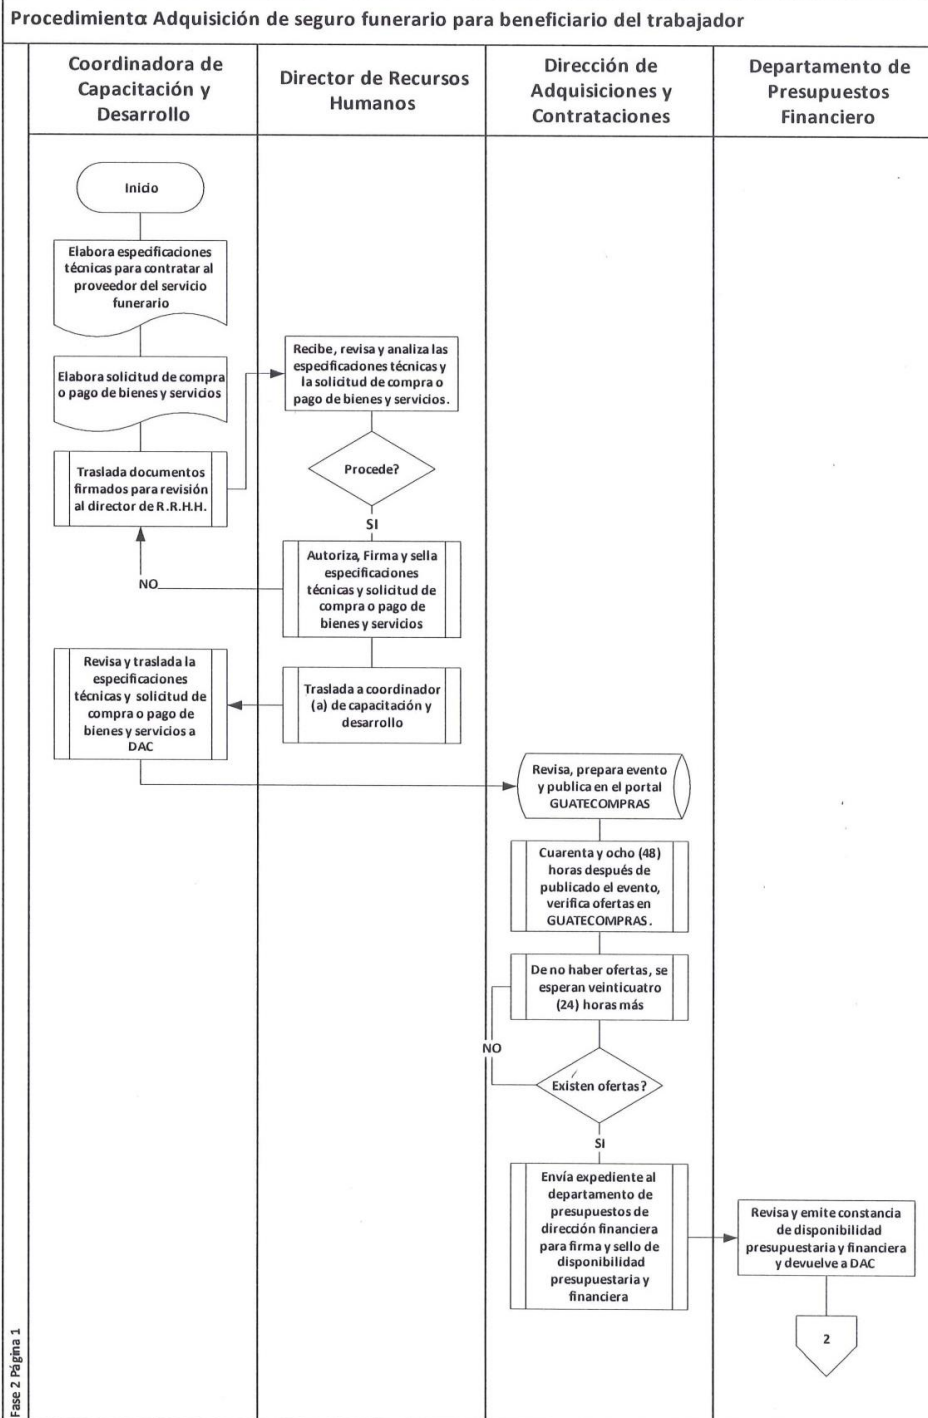 Procedimiento: Adquisición de seguro funerario para beneficiario del trabajador
Coordinadora de
Capacitación y
Desarrollo
Director de Recursos
Humanos
Dirección de
Adquisiciones y
Contrataciones
Departamento de
Presupuestos
Financiero
Inicio
Elabora especificaciones
técnicas para contratar al
proveedor del servicio
funerario
Elabora solicitud de compra
o pago de bienes y servicios
Traslada documentos
firmados para revisión
al director de R.R.H.H.
Recibe, revisa y analiza las
especificaciones técnicas y
la solicitud de compra o
pago de bienes y servicios.
Procede?
SI
Autoriza, Firma y sella
especificaciones
técnicas y solicitud de
compra o pago de
bienes y servicios
NO
Traslada a coordinador
(a) de capacitación y
desarrollo
Revisa y traslada la
especificaciones
técnicas y solicitud de
compra o pago de
bienes y servicios a
DAC
Revisa, prepara evento
y publica en el portal
GUATECOMPRAS
Cuarenta y ocho (48)
horas después de
publicado el evento,
verifica ofertas en
GUATECOMPRAS.
De no haber ofertas, se
esperan veinticuatro
(24) horas más
NO
Existen ofertas?
SI
Envía expediente al
departamento de
presupuestos de
dirección financiera
para firma y sello de
disponibilidad
presupuestaria y
financiera
Revisa y emite constancia
de disponibilidad
presupuestaria y financiera
y devuelve a DAC
2
Fase 2 Página 1